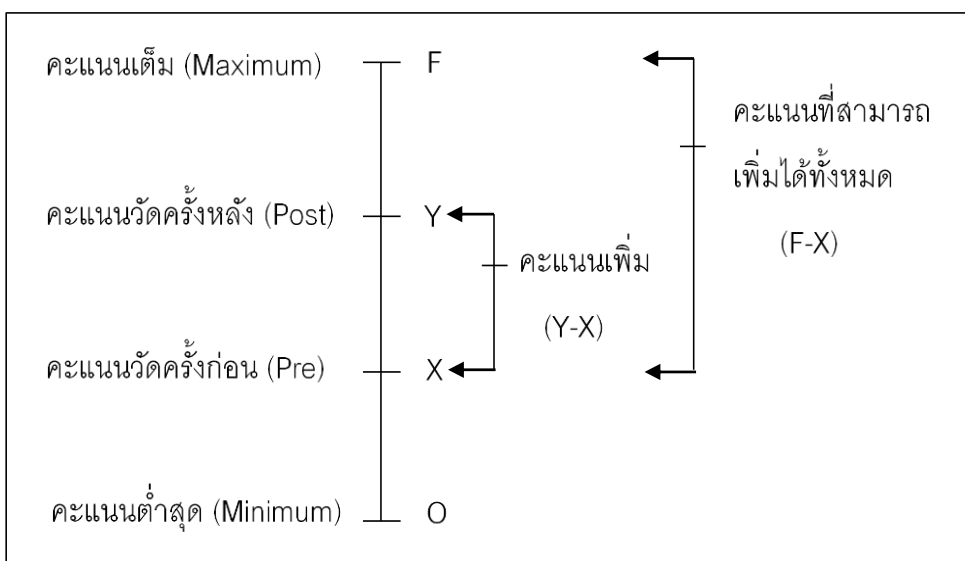 คะแนนเต็ม (Maximum) F
คะแนนที่สามารถ
เพิ่มได้ทั้งหมด
(F-X)
คะแนนวัดครั้งหลัง (Post) Y
คะแนนเพิ่ม
(Y-X)
คะแนนวัดครั้งก่อน (Pre) X
คะแนนต่ำสุด (Minimum) O